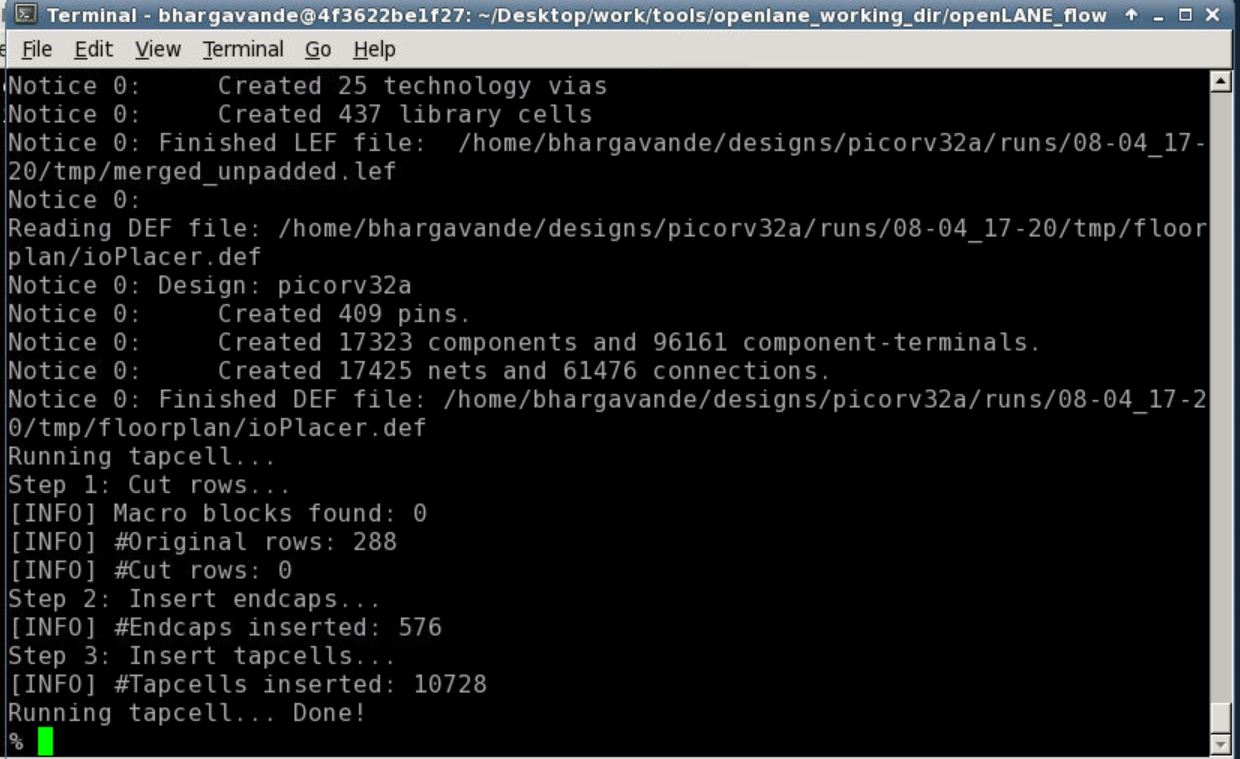 Terminal - bhargavande@4f3622be1f27: ~/Desktop/work/tools/openlane_working_dir/openLANE_flow
File Edit View Terminal Go Help
Notice 0:     Created 25 technology vias
Notice 0:     Created 437 library cells
Notice 0: Finished LEF file:  /home/bhargavande/designs/picorv32a/runs/08-04_17-
20/tmp/merged_unpadded.lef
Notice 0:
Reading DEF file: /home/bhargavande/designs/picorv32a/runs/08-04_17-20/tmp/floor
plan/ioPlacer.def
Notice 0: Design: picorv32a
Notice 0:     Created 409 pins.
Notice 0:     Created 17323 components and 96161 component-terminals.
Notice 0:     Created 17425 nets and 61476 connections.
Notice 0: Finished DEF file: /home/bhargavande/designs/picorv32a/runs/08-04_17-2
0/tmp/floorplan/ioPlacer.def
Running tapcell...
Step 1: Cut rows...
[INFO] Macro blocks found: 0
[INFO] #Original rows: 288
[INFO] #Cut rows: 0
Step 2: Insert endcaps...
[INFO] #Endcaps inserted: 576
Step 3: Insert tapcells...
[INFO] #Tapcells inserted: 10728
Running tapcell... Done!
%